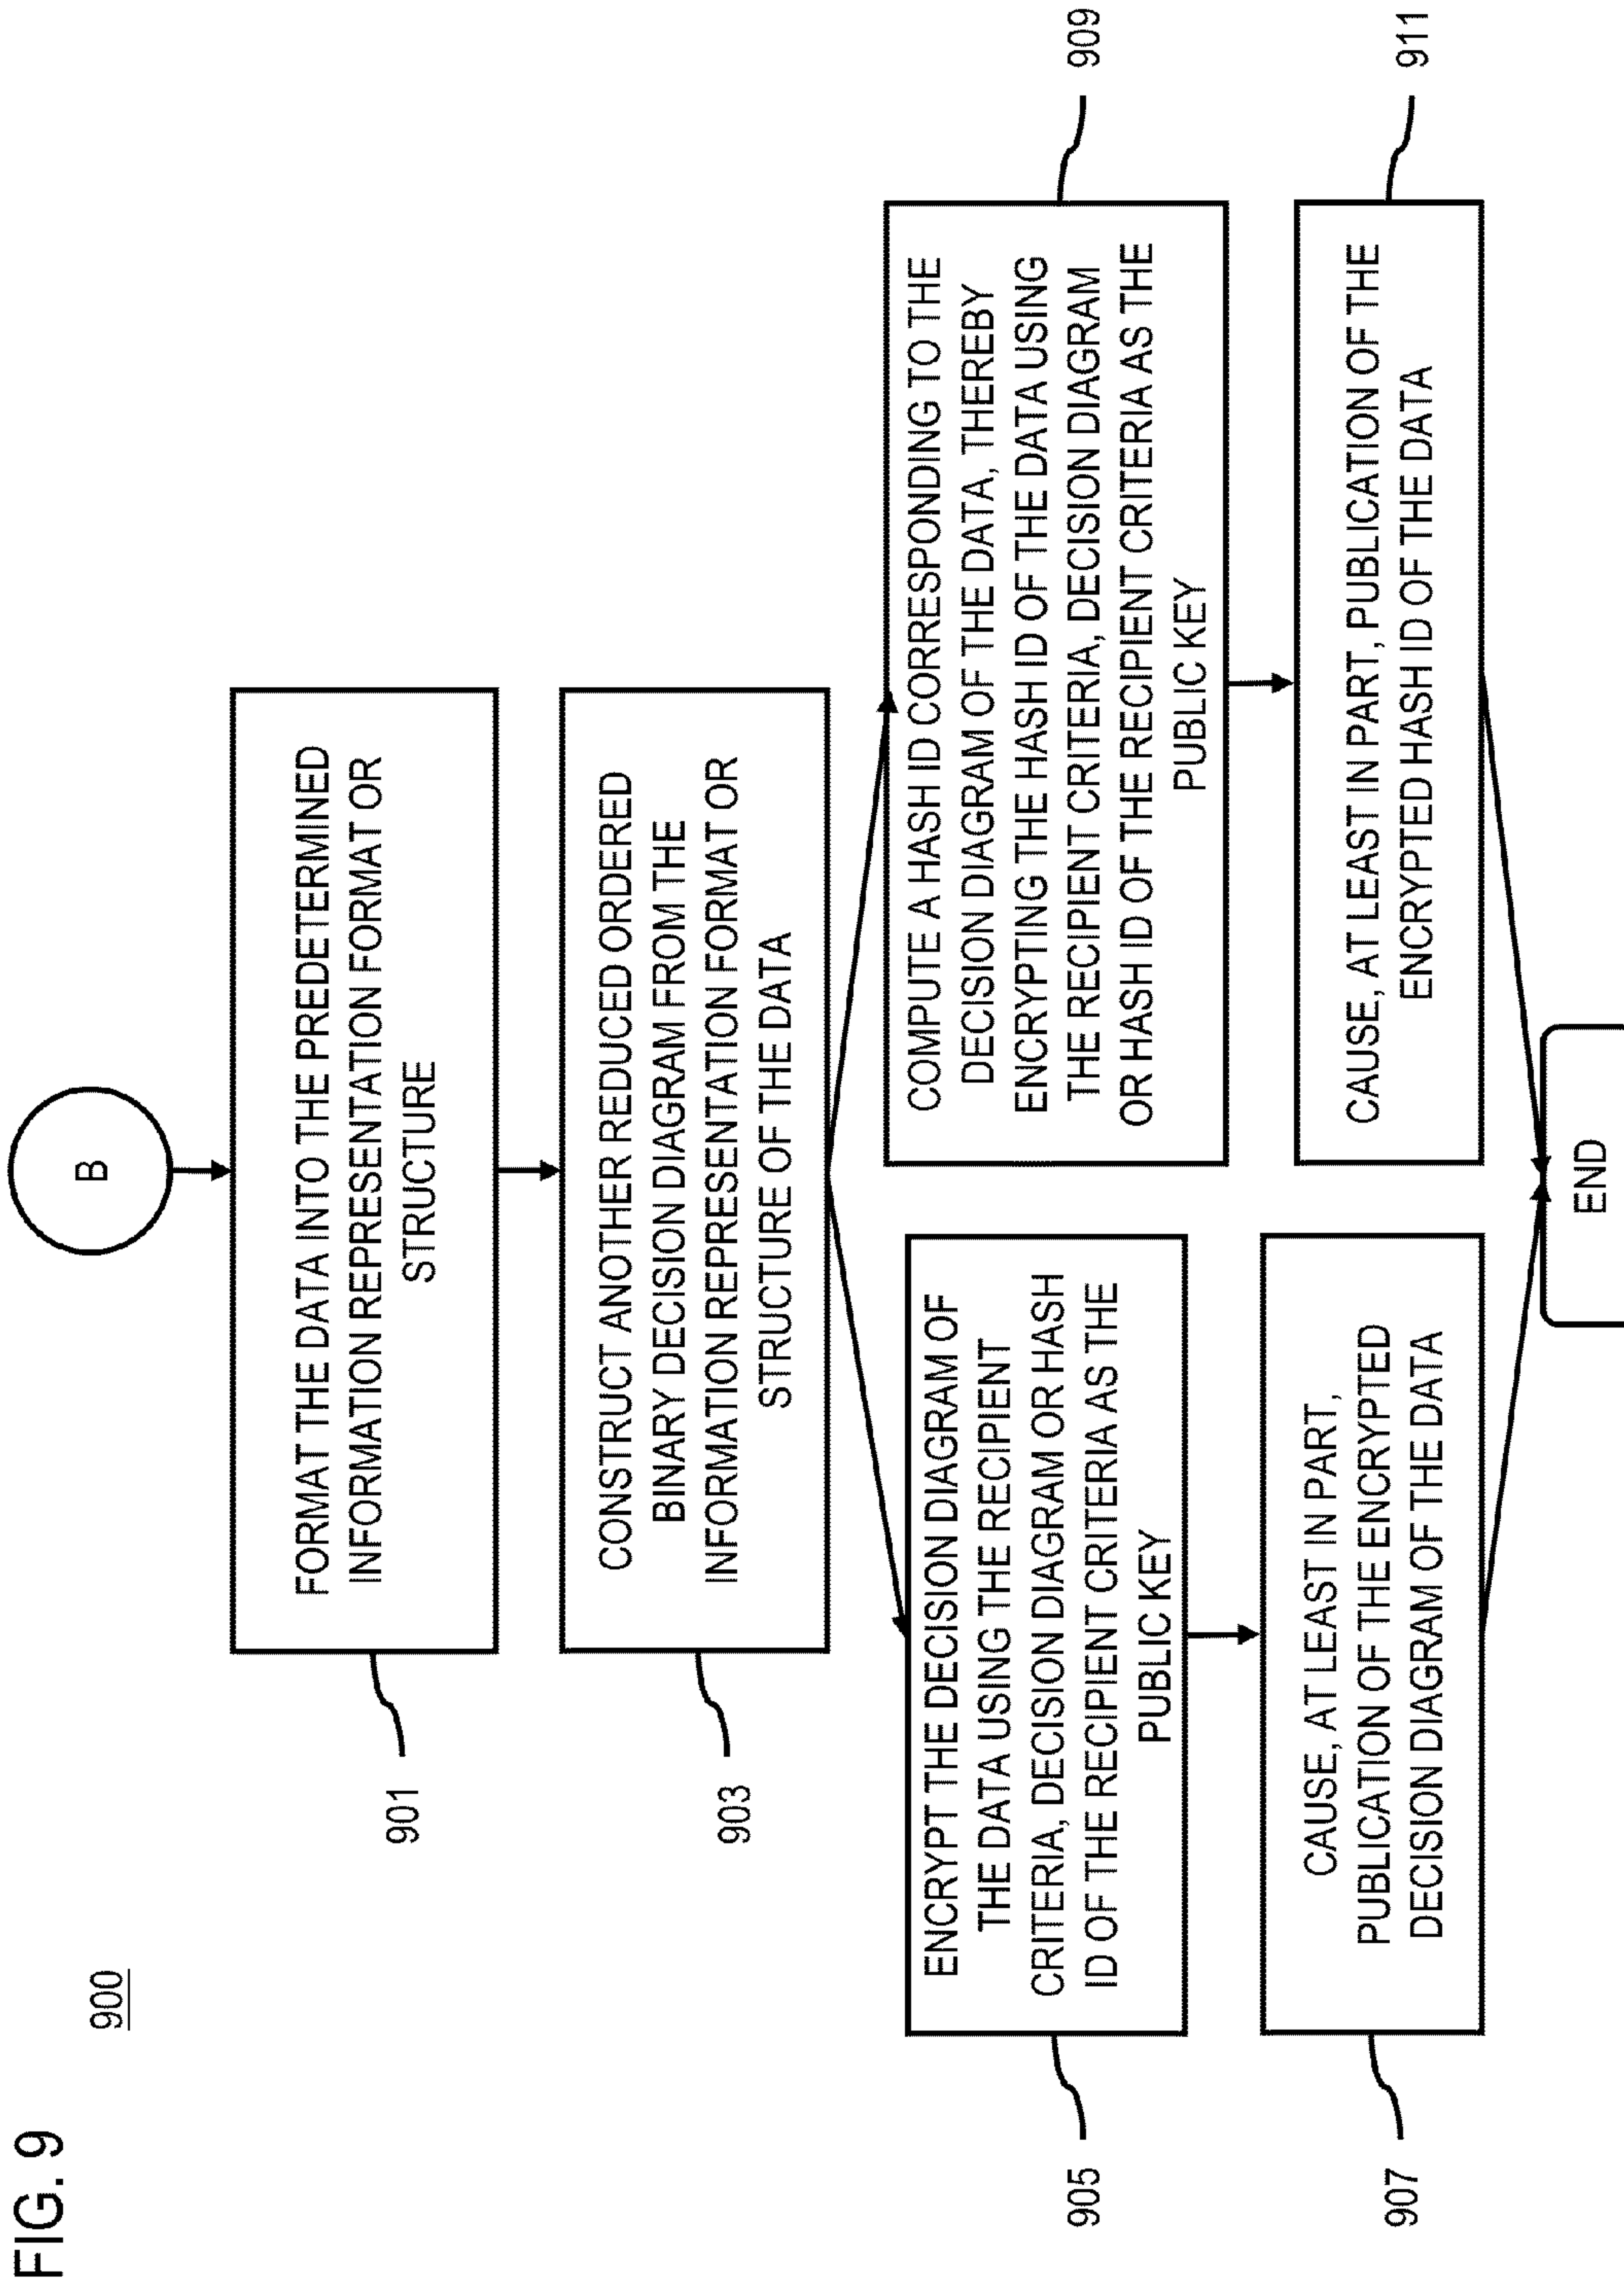 FIG. 9
900
B
FORMAT THE DATA INTO THE PREDETERMINED
INFORMATION REPRESENTATION FORMAT OR
STRUCTURE
901
CONSTRUCT ANOTHER REDUCED ORDERED
BINARY DECISION DIAGRAM FROM THE
INFORMATION REPRESENTATION FORMAT OR
STRUCTURE OF THE DATA
903
ENCRYPT THE DECISION DIAGRAM OF
THE DATA USING THE RECIPIENT
CRITERIA, DECISION DIAGRAM OR HASH
ID OF THE RECIPIENT CRITERIA AS THE
PUBLIC KEY
905
CAUSE, AT LEAST IN PART,
PUBLICATION OF THE ENCRYPTED
DECISION DIAGRAM OF THE DATA
907
COMPUTE A HASH ID CORRESPONDING TO THE
DECISION DIAGRAM OF THE DATA, THEREBY
ENCRYPTING THE HASH ID OF THE DATA USING
THE RECIPIENT CRITERIA, DECISION DIAGRAM
OR HASH ID OF THE RECIPIENT CRITERIA AS THE
PUBLIC KEY
909
CAUSE, AT LEAST IN PART, PUBLICATION OF THE
ENCRYPTED HASH ID OF THE DATA
911
END